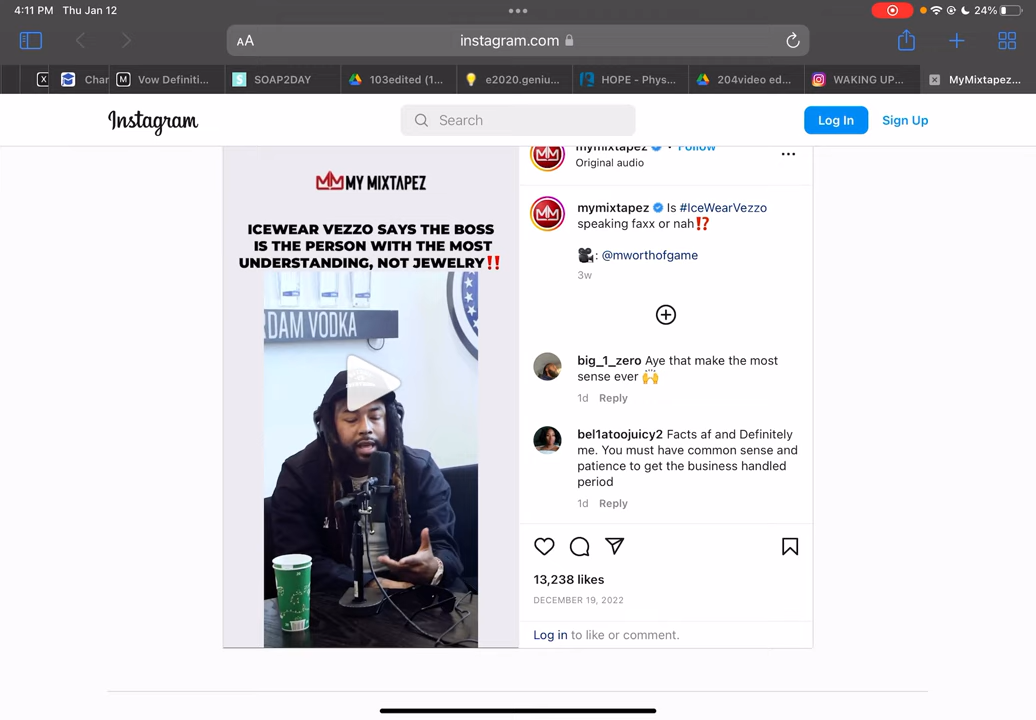 4:11 PM Thu Jan 12
24%
AA
instagram.com
X
Char
M
Vow Definiti...
S
SOAP2DAY
103edited (1...
e2020.geniu...
HOPE - Phys...
204video ed...
WAKING UP...
MyMixtapez...
Instagram
Search
Log In
Sign Up
MY MIXTAPEZ
ICEWEAR VEZZO SAYS THE BOSS
IS THE PERSON WITH THE MOST
UNDERSTANDING, NOT JEWELRY‼️
DAM VODKA
mymixtapez • Follow
Original audio
mymixtapez Is #IceWearVezzo
speaking faxx or nah⁉️
🎥: @mworthofgame
3w
big_1_zero Aye that make the most
sense ever 🙌
1d Reply
bel1atoojuicy2 Facts af and Definitely
me. You must have common sense and
patience to get the business handled
period
1d Reply
13,238 likes
DECEMBER 19, 2022
Log in to like or comment.